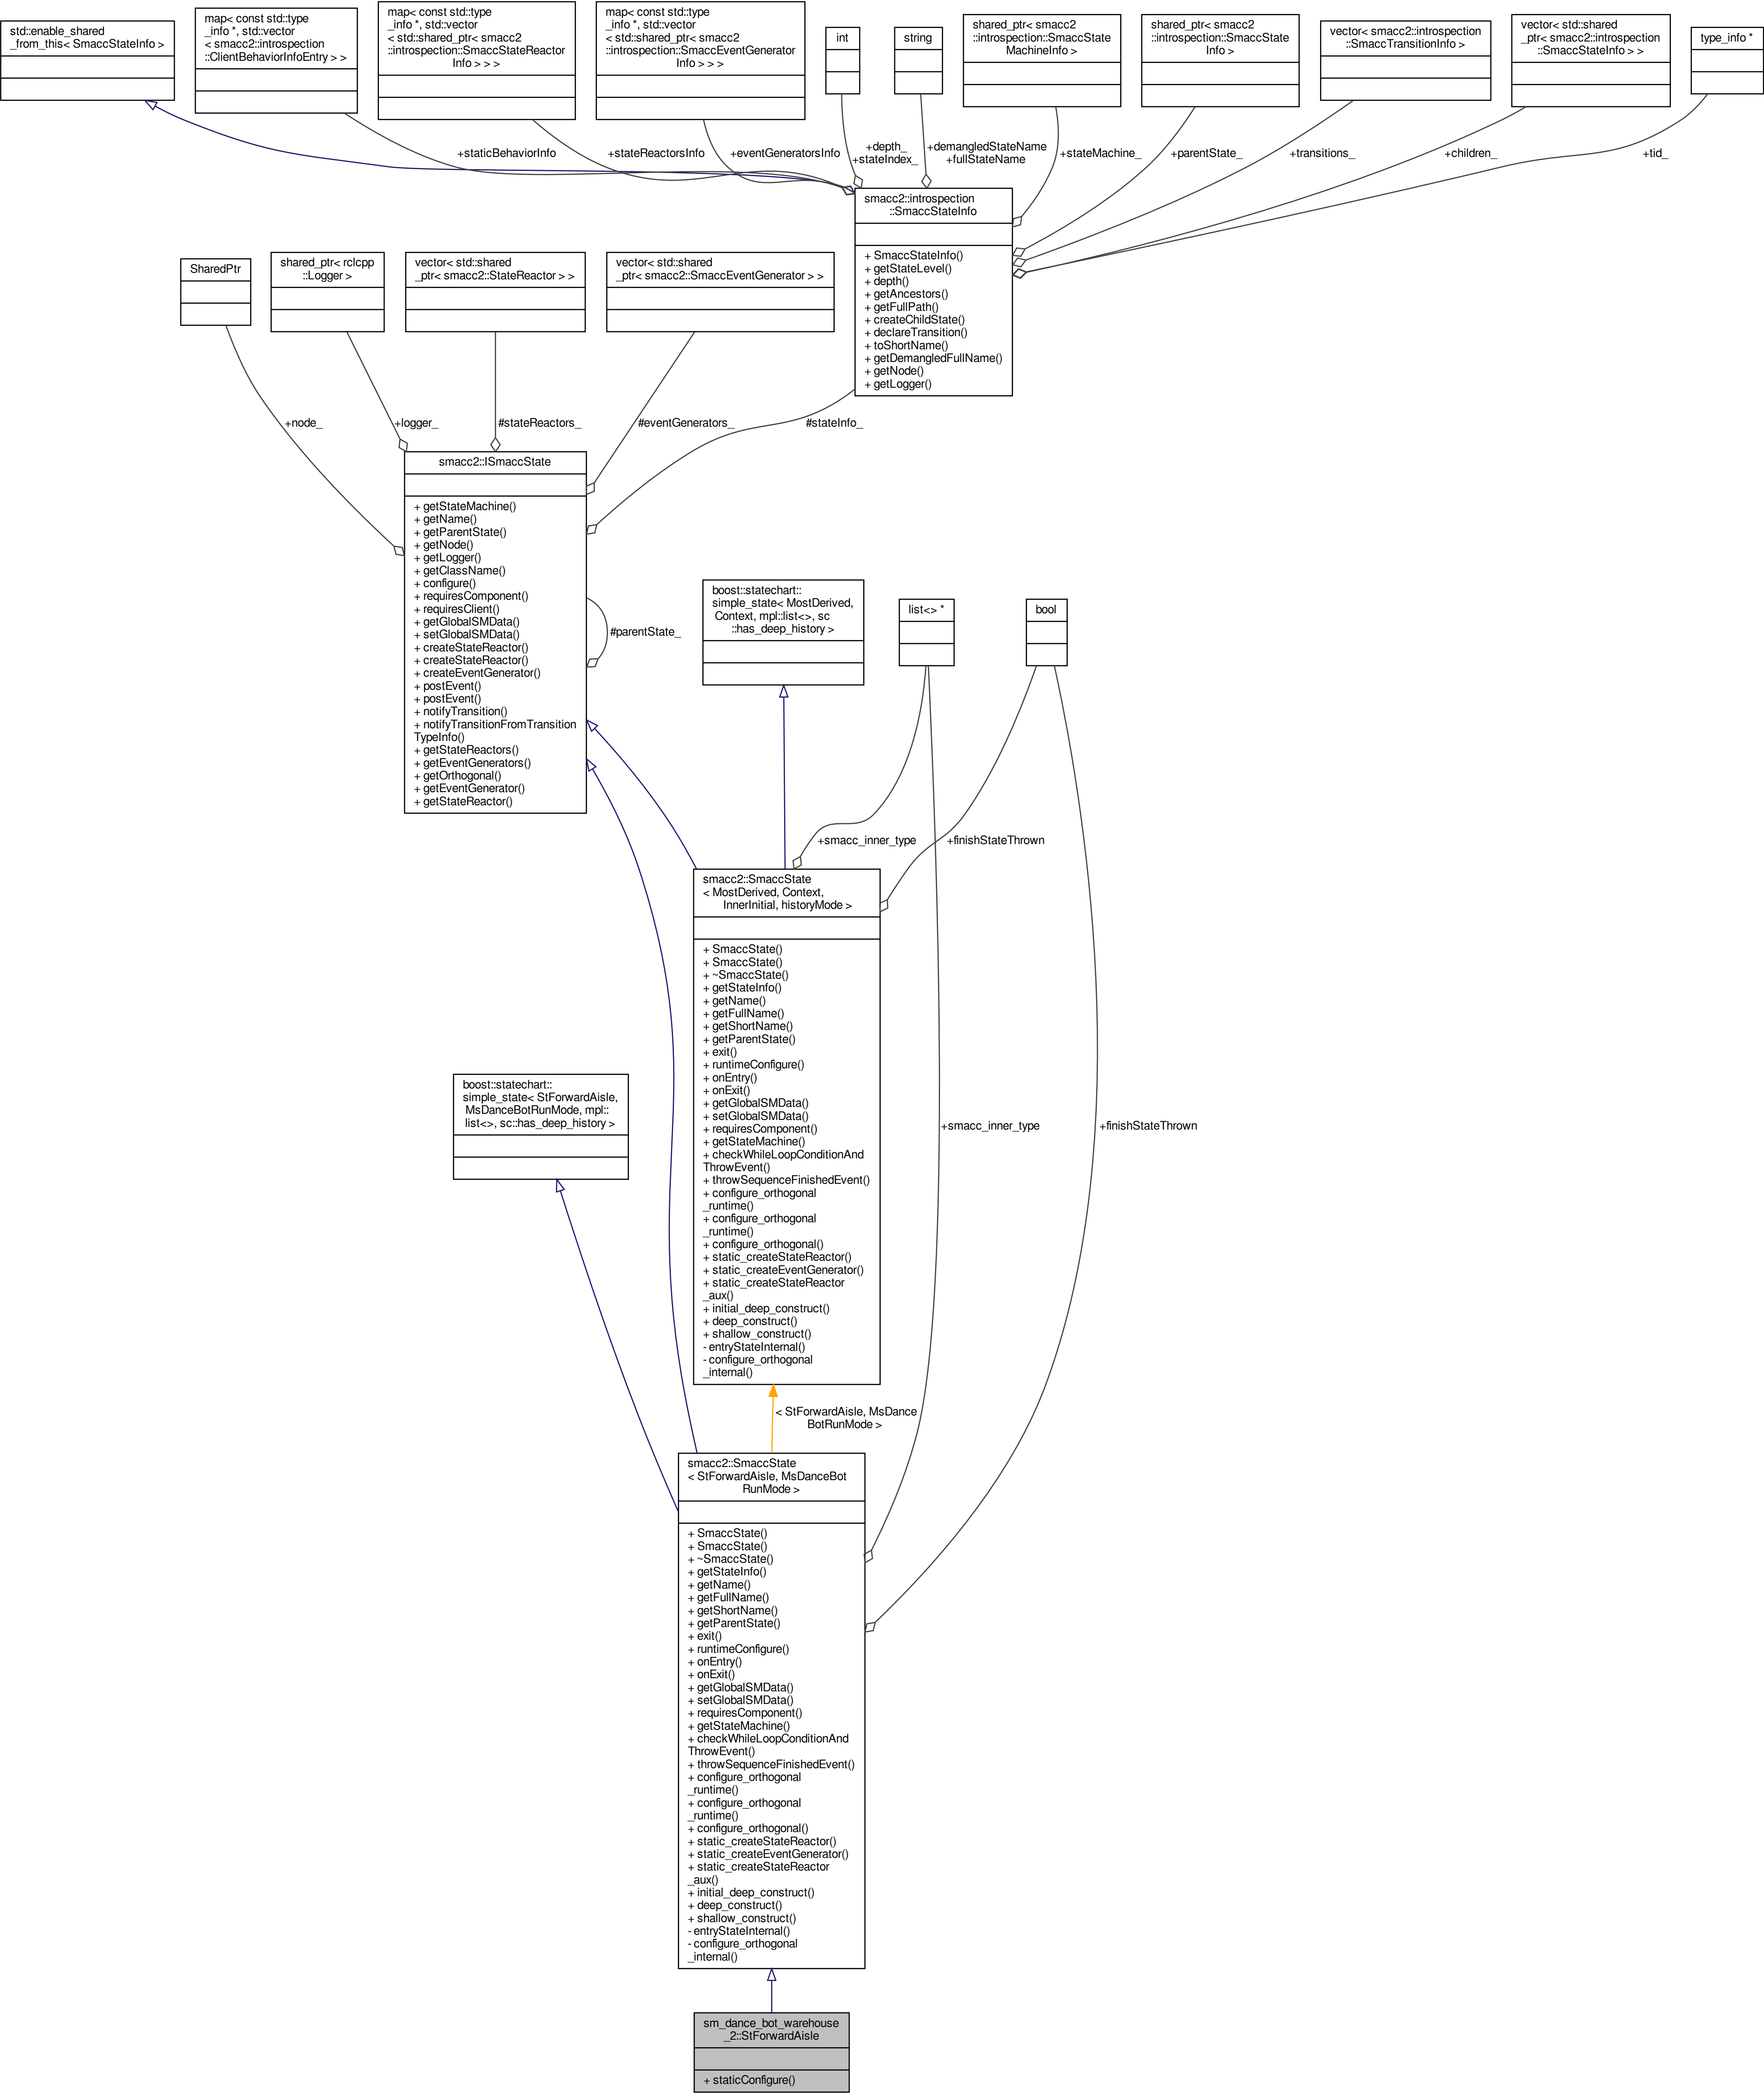 std::enable_shared
_from_this< SmaccStateInfo >
map< const std::type
_info *, std::vector
< smacc2::introspection
::ClientBehaviorInfoEntry > >
map< const std::type
_info *, std::vector
< std::shared_ptr< smacc2
::introspection::SmaccStateReactor
Info > > >
map< const std::type
_info *, std::vector
< std::shared_ptr< smacc2
::introspection::SmaccEventGenerator
Info > > >
int
string
shared_ptr< smacc2
::introspection::SmaccState
MachineInfo >
shared_ptr< smacc2
::introspection::SmaccState
Info >
vector< smacc2::introspection
::SmaccTransitionInfo >
vector< std::shared
_ptr< smacc2::introspection
::SmaccStateInfo > >
type_info *
+staticBehaviorInfo
+stateReactorsInfo
+eventGeneratorsInfo
+depth_
+stateIndex_
+demangledStateName
+fullStateName
+stateMachine_
+parentState_
+transitions_
+children_
+tid_
smacc2::introspection
::SmaccStateInfo
+ SmaccStateInfo()
+ getStateLevel()
+ depth()
+ getAncestors()
+ getFullPath()
+ createChildState()
+ declareTransition()
+ toShortName()
+ getDemangledFullName()
+ getNode()
+ getLogger()
SharedPtr
shared_ptr< rclcpp
::Logger >
vector< std::shared
_ptr< smacc2::StateReactor > >
vector< std::shared
_ptr< smacc2::SmaccEventGenerator > >
+node_
+logger_
#stateReactors_
#eventGenerators_
#stateInfo_
smacc2::ISmaccState
+ getStateMachine()
+ getName()
+ getParentState()
+ getNode()
+ getLogger()
+ getClassName()
+ configure()
+ requiresComponent()
+ requiresClient()
+ getGlobalSMData()
+ setGlobalSMData()
+ createStateReactor()
+ createStateReactor()
+ createEventGenerator()
+ postEvent()
+ postEvent()
+ notifyTransition()
+ notifyTransitionFromTransition
TypeInfo()
+ getStateReactors()
+ getEventGenerators()
+ getOrthogonal()
+ getEventGenerator()
+ getStateReactor()
#parentState_
boost::statechart::
simple_state< MostDerived,
Context, mpl::list<>, sc
::has_deep_history >
list<> *
bool
+smacc_inner_type
+finishStateThrown
smacc2::SmaccState
< MostDerived, Context,
InnerInitial, historyMode >
+ SmaccState()
+ SmaccState()
+ ~SmaccState()
+ getStateInfo()
+ getName()
+ getFullName()
+ getShortName()
+ getParentState()
+ exit()
+ runtimeConfigure()
+ onEntry()
+ onExit()
+ getGlobalSMData()
+ setGlobalSMData()
+ requiresComponent()
+ getStateMachine()
+ checkWhileLoopConditionAnd
ThrowEvent()
+ throwSequenceFinishedEvent()
+ configure_orthogonal
_runtime()
+ configure_orthogonal
_runtime()
+ configure_orthogonal()
+ static_createStateReactor()
+ static_createEventGenerator()
+ static_createStateReactor
_aux()
+ initial_deep_construct()
+ deep_construct()
+ shallow_construct()
- entryStateInternal()
- configure_orthogonal
_internal()
boost::statechart::
simple_state< StForwardAisle,
MsDanceBotRunMode, mpl::
list<>, sc::has_deep_history >
+smacc_inner_type
+finishStateThrown
< StForwardAisle, MsDance
BotRunMode >
smacc2::SmaccState
< StForwardAisle, MsDanceBot
RunMode >
+ SmaccState()
+ SmaccState()
+ ~SmaccState()
+ getStateInfo()
+ getName()
+ getFullName()
+ getShortName()
+ getParentState()
+ exit()
+ runtimeConfigure()
+ onEntry()
+ onExit()
+ getGlobalSMData()
+ setGlobalSMData()
+ requiresComponent()
+ getStateMachine()
+ checkWhileLoopConditionAnd
ThrowEvent()
+ throwSequenceFinishedEvent()
+ configure_orthogonal
_runtime()
+ configure_orthogonal
_runtime()
+ configure_orthogonal()
+ static_createStateReactor()
+ static_createEventGenerator()
+ static_createStateReactor
_aux()
+ initial_deep_construct()
+ deep_construct()
+ shallow_construct()
- entryStateInternal()
- configure_orthogonal
_internal()
sm_dance_bot_warehouse
_2::StForwardAisle
+ staticConfigure()